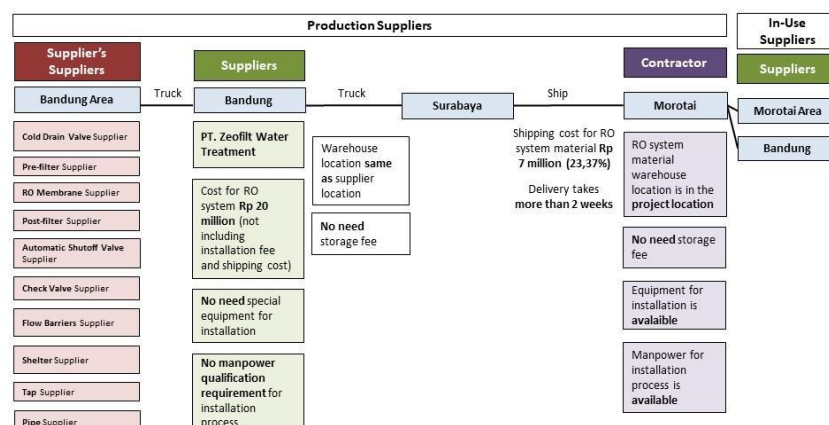 Production Suppliers
In-Use
Suppliers
Supplier's
Suppliers
Suppliers
Contractor
Suppliers
Bandung Area
Truck
Bandung
Truck
Surabaya
Ship
Morotai
Morotai Area
Bandung
Cold Drain Valve Supplier
Pre-filter Supplier
RO Membrane Supplier
Post-filter Supplier
Automatic Shutoff Valve
Supplier
Check Valve Supplier
Flow Barriers Supplier
Shelter Supplier
Tap Supplier
Pipe Supplier
PT. Zeofilt Water
Treatment
Cost for RO
system Rp 20
million (not
including
installation fee
and shipping cost)
No need special
equipment for
installation
No manpower
qualification
requirement for
installation
process
Warehouse
location same
as supplier
location
No need
storage fee
Shipping cost for RO
system material Rp
7 million (23,37%)
Delivery takes
more than 2 weeks
RO system
material
warehouse
location is in the
project location
No need storage
fee
Equipment for
installation is
avalaible
Manpower for
installation
process is
available